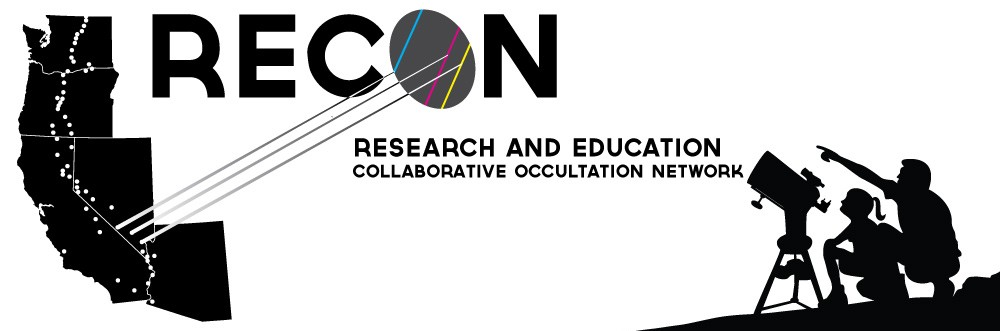 RECON
RESEARCH AND EDUCATION
COLLABORATIVE OCCULTATION NETWORK